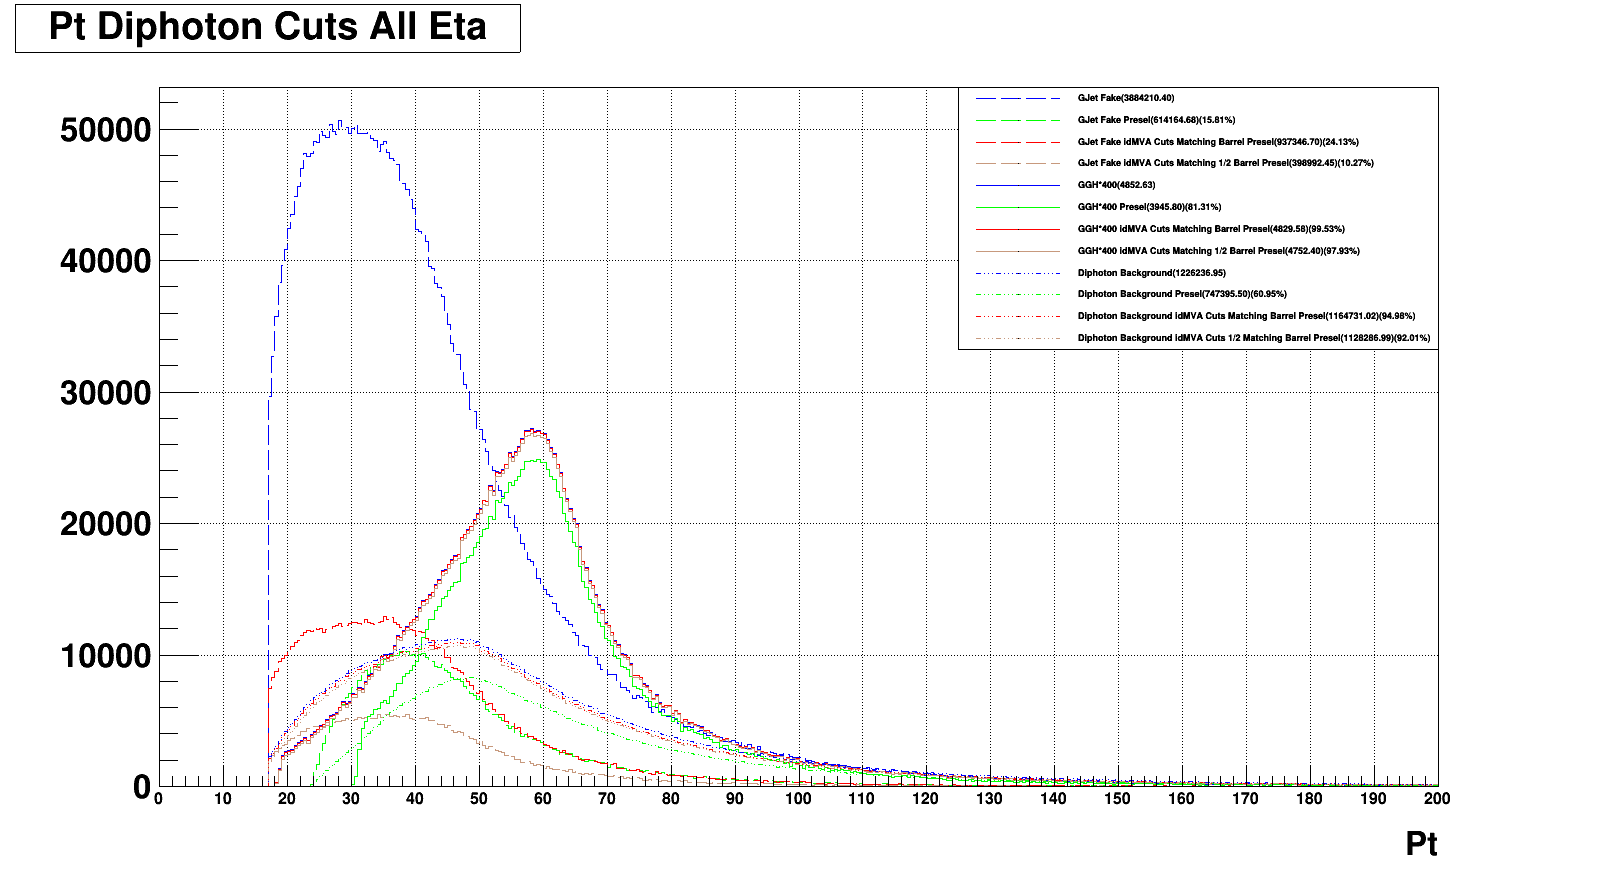 Pt Diphoton Cuts All Eta
GJet Fake(3884210.40)
GJet Fake Presel(614164.68)(15.81%)
GJet Fake idMVA Cuts Matching Barrel Presel(937346.70)(24.13%)
GJet Fake idMVA Cuts Matching 1/2 Barrel Presel(398992.45)(10.27%)
GGH*400(4852.63)
GGH*400 Presel(3945.80)(81.31%)
GGH*400 idMVA Cuts Matching Barrel Presel(4829.58)(99.53%)
GGH*400 idMVA Cuts Matching 1/2 Barrel Presel(4752.40)(97.93%)
Diphoton Background(1226236.95)
Diphoton Background Presel(747395.50)(60.95%)
Diphoton Background idMVA Cuts Matching Barrel Presel(1164731.02)(94.98%)
Diphoton Background idMVA Cuts 1/2 Matching Barrel Presel(1128286.99)(92.01%)
50000
40000
30000
20000
10000
0
0 10 20 30 40 50 60 70 80 90 100 110 120 130 140 150 160 170 180 190 200
Pt